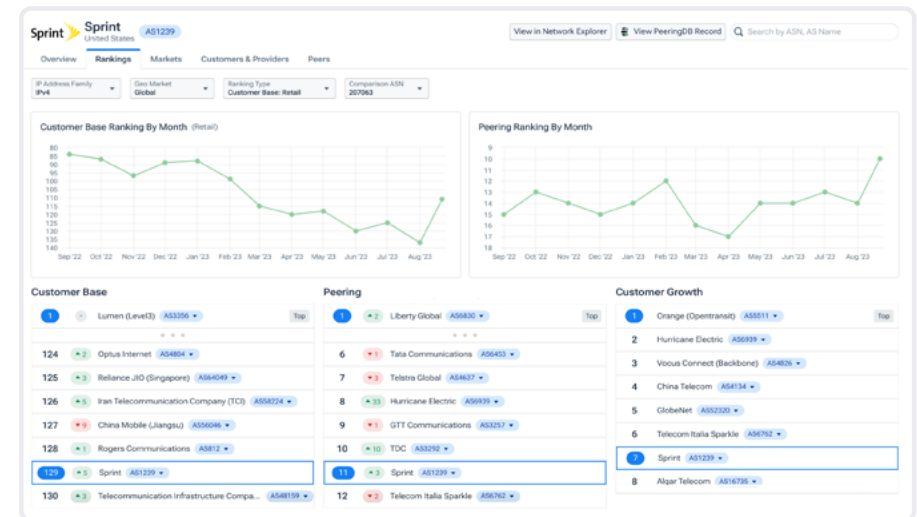 Sprint Sprint AS1239
United States
View in Network Explorer View PeeringDB Record Search by ASN, AS Name
Overview Rankings Markets Customers & Providers Peers
IP Address Family Geo Market Ranking Type Comparison ASN
IPv4 Global Customer Base: Retail 207063
Customer Base Ranking By Month (Retail)
80
85
90
95
100
105
110
115
120
125
130
135
140
Sep '22 Oct '22 Nov '22 Dec '22 Jan '23 Feb '23 Mar '23 Apr '23 May '23 Jun '23 Jul '23 Aug '23
Peering Ranking By Month
9
10
11
12
13
14
15
16
17
18
Sep '22 Oct '22 Nov '22 Dec '22 Jan '23 Feb '23 Mar '23 Apr '23 May '23 Jun '23 Jul '23 Aug '23
Customer Base
1 Lumen (Level3) AS3356 Top
124 2 Optus Internet AS4804
125 3 Reliance JIO (Singapore) AS64049
126 5 Iran Telecommunication Company (TCI) AS58224
127 9 China Mobile (Jiangsu) AS56046
128 1 Rogers Communications AS812
129 5 Sprint AS1239
130 3 Telecommunication Infrastructure Compa... AS48159
Peering
1 2 Liberty Global AS6830 Top
6 1 Tata Communications AS6453
7 3 Telstra Global AS4637
8 33 Hurricane Electric AS6939
9 1 GTT Communications AS3257
10 10 TDC AS3292
11 3 Sprint AS1239
12 2 Telecom Italia Sparkle AS6762
Customer Growth
1 Orange (Opentransit) AS5511 Top
2 Hurricane Electric AS6939
3 Vocus Connect (Backbone) AS4826
4 China Telecom AS4134
5 GlobeNet AS52320
6 Telecom Italia Sparkle AS6762
7 Sprint AS1239
8 Algar Telecom AS16735